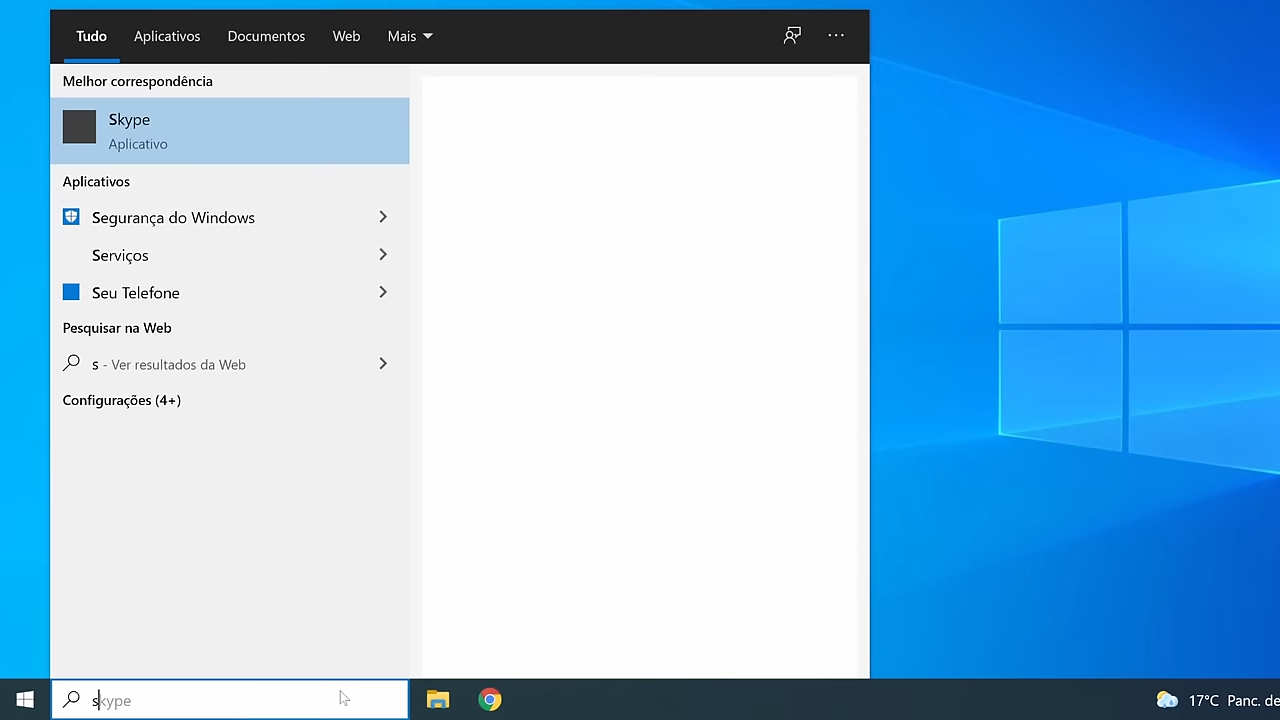 Tudo Aplicativos Documentos Web Mais
Melhor correspondência
Skype
Aplicativo
Aplicativos
Segurança do Windows
Serviços
Seu Telefone
Pesquisar na Web
s - Ver resultados da Web
Configurações (4+)
skype
17°C Panc. de